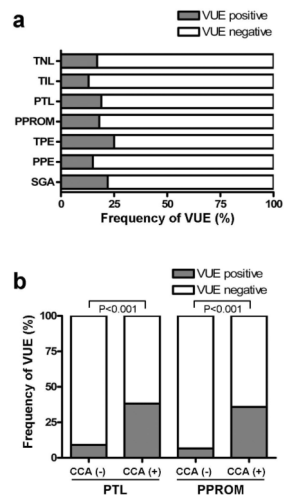 a
VUE positive
VUE negative
TNL
TIL
PTL
PPROM
TPE
PPE
SGA
0 25 50 75 100
Frequency of VUE (%)
b
VUE positive
VUE negative
P<0.001 P<0.001
100
75
50
25
0
Frequency of VUE (%)
CCA (-) CCA (+) CCA (-) CCA (+)
PTL PPROM